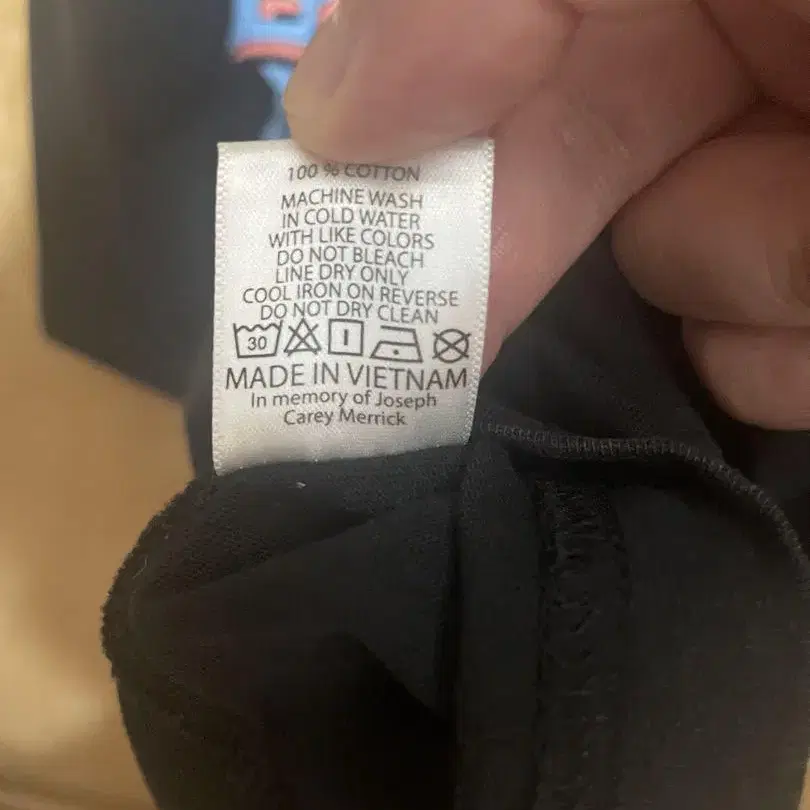 100 % COTTON
MACHINE WASH
IN COLD WATER
WITH LIKE COLORS
DO NOT BLEACH
LINE DRY ONLY
COOL IRON ON REVERSE
DO NOT DRY CLEAN
30
MADE IN VIETNAM
In memory of Joseph
Carey Merrick